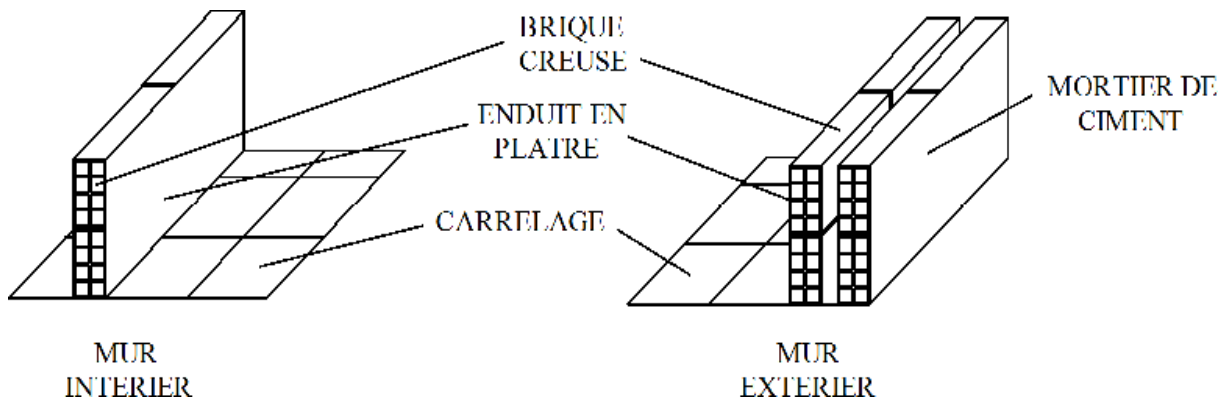 BRIQUE
CREUSE
MORTIER DE
CIMENT
ENDUIT EN
PLATRE
CARRELAGE
MUR
INTERIER
MUR
EXTERIER